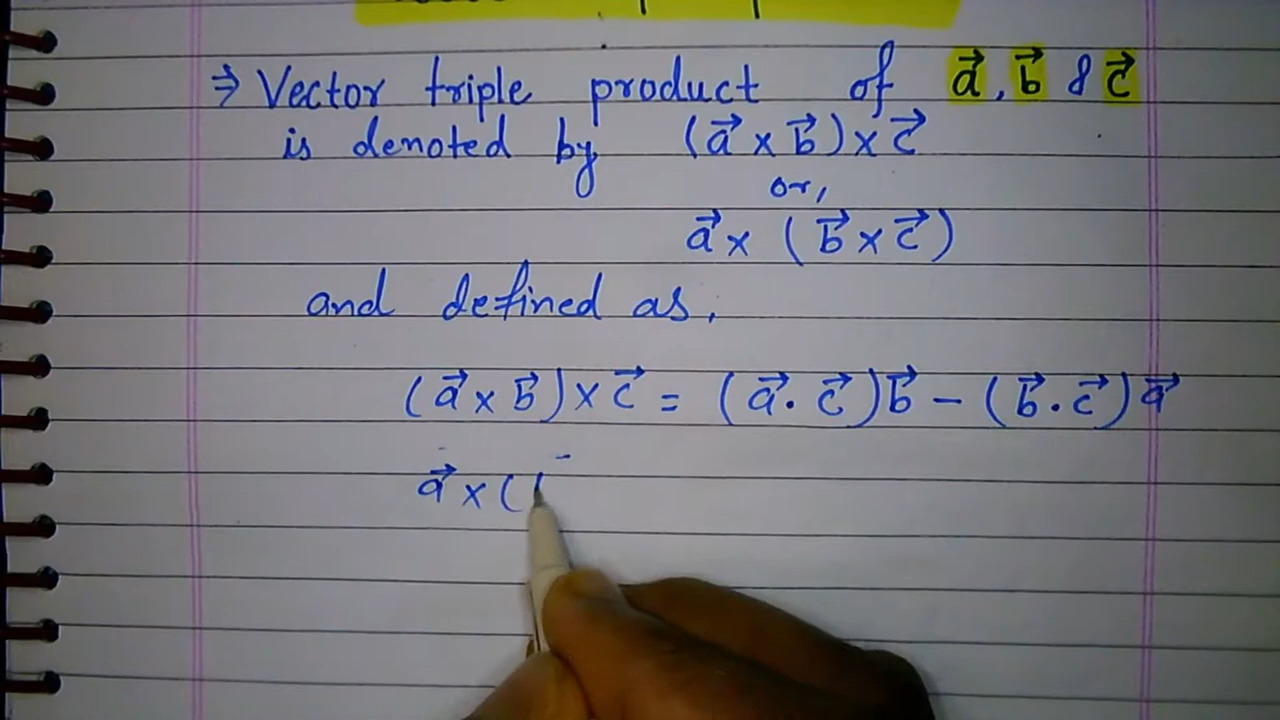 ⇒ Vector triple product of a⃗, b⃗ & c⃗
is denoted by (a⃗ × b⃗) × c⃗
or,
a⃗ × (b⃗ × c⃗)
and defined as,
(a⃗ × b⃗) × c⃗ = (a⃗ . c⃗) b⃗ − (b⃗ . c⃗) a⃗
a⃗ × (